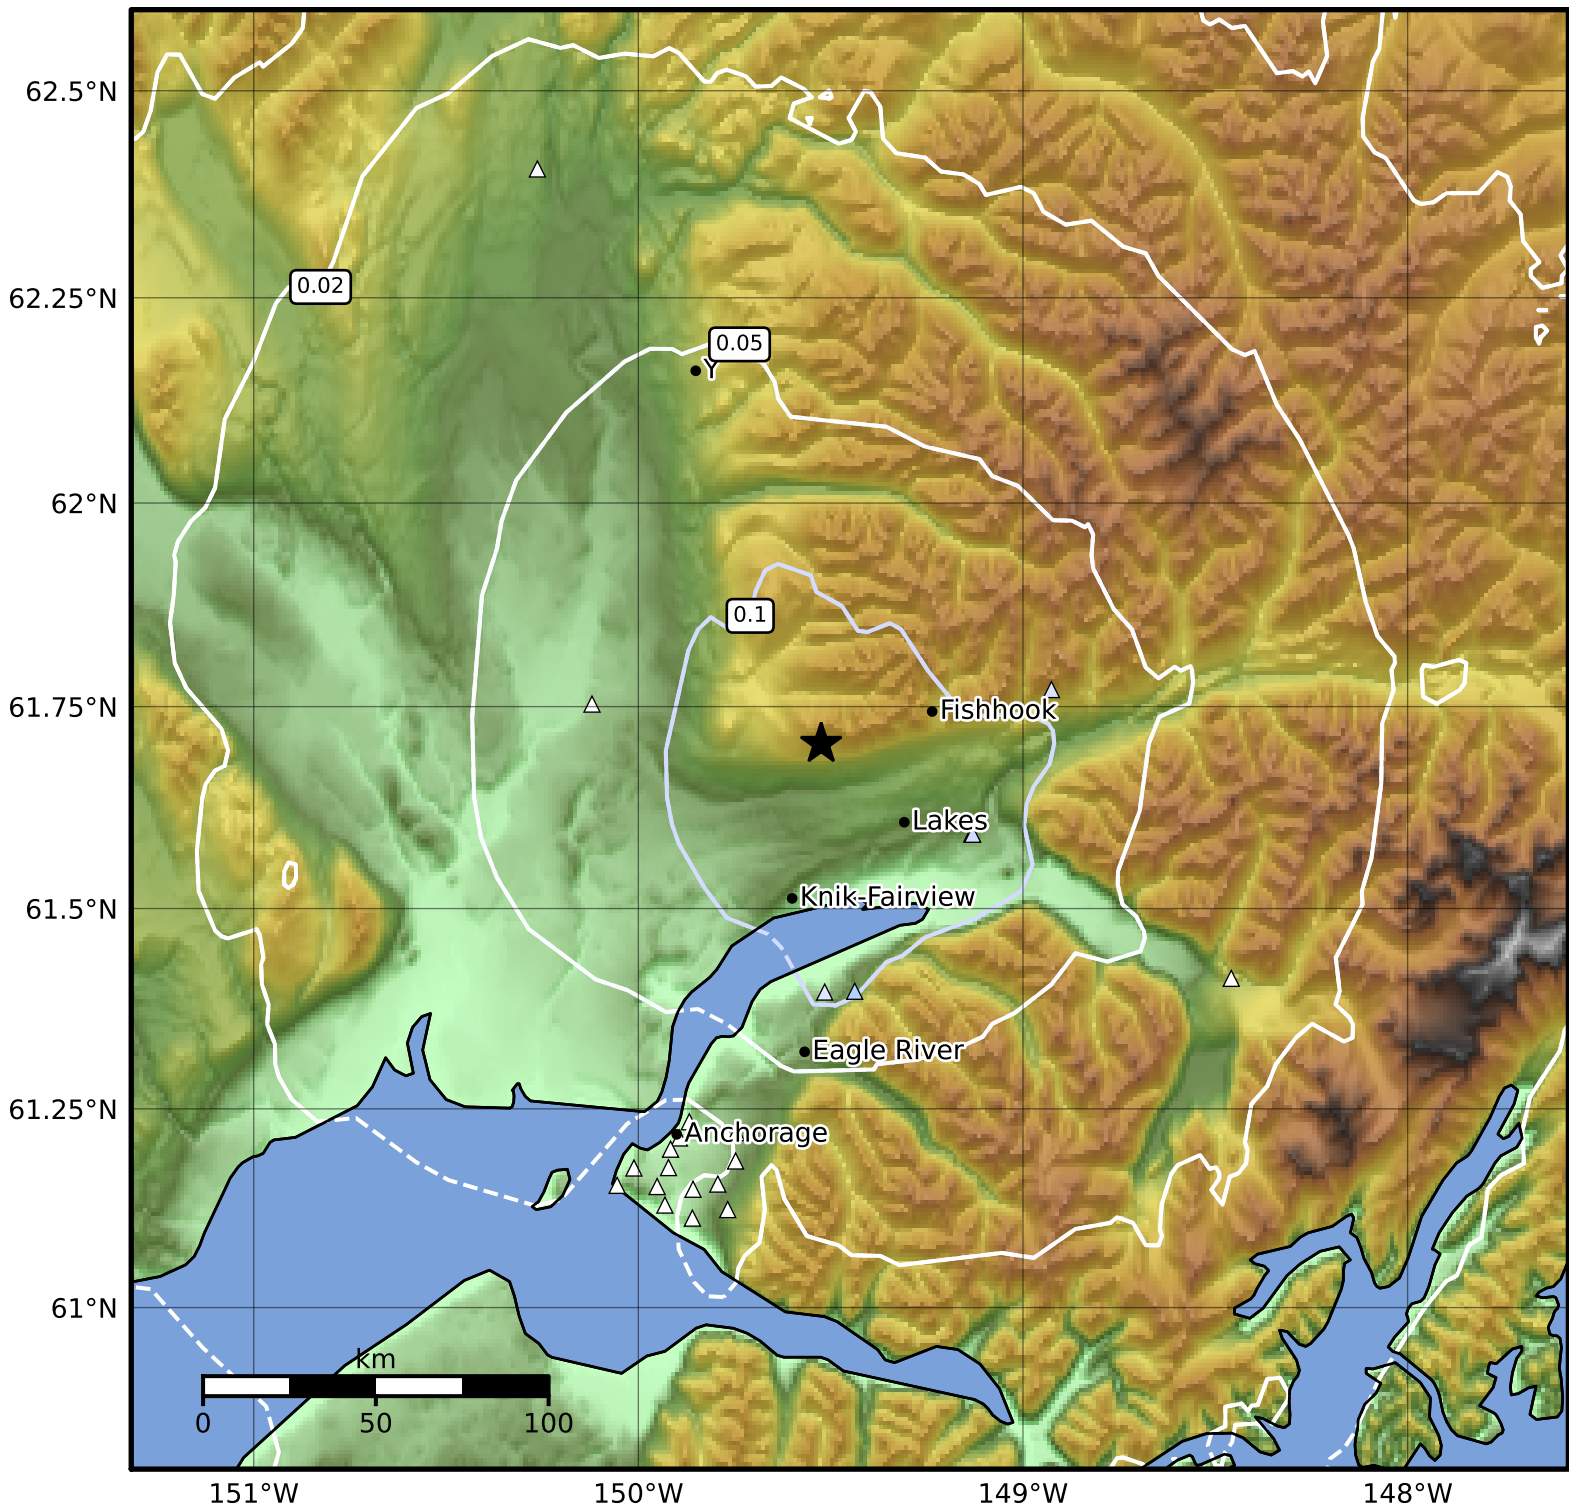 62.5°N
62.25°N
62°N
61.75°N
61.5°N
61.25°N
61°N
0.02
0.05
Y
0.1
Fishhook
Lakes
Knik-Fairview
Eagle River
Anchorage
km
0 50 100
151°W 150°W 149°W 148°W